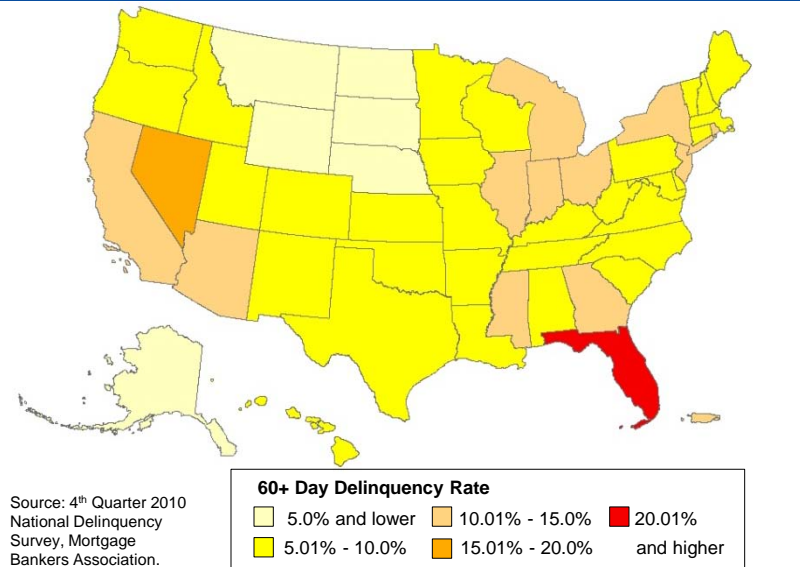 Source: 4th Quarter 2010
National Delinquency
Survey, Mortgage
Bankers Association.
60+ Day Delinquency Rate
5.0% and lower
10.01% - 15.0%
20.01%
and higher
5.01% - 10.0%
15.01% - 20.0%